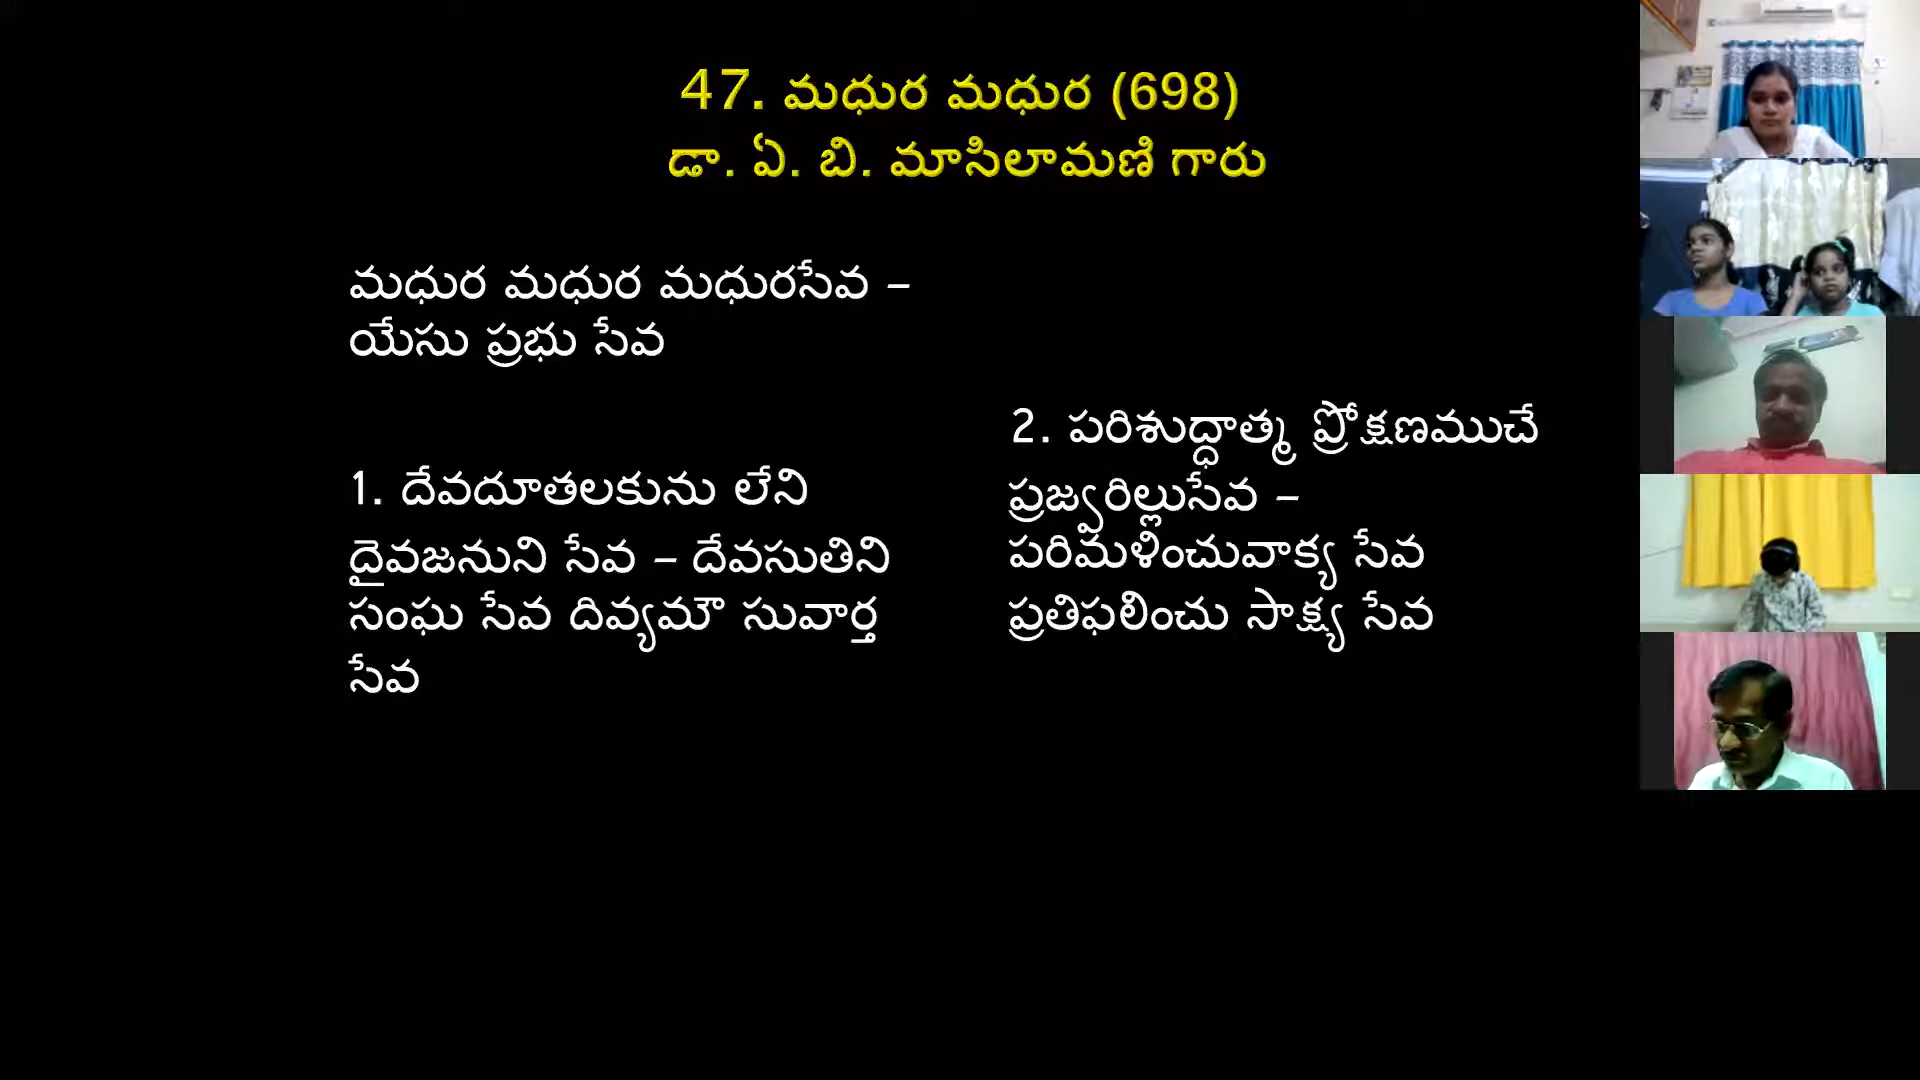 47. మధుర మధుర (698)
డా. ఏ. బి. మాసిలామణి గారు
మధుర మధుర మధురసేవ –
యేసు ప్రభు సేవ
1. దేవదూతలకును లేని
దైవజనుని సేవ – దేవసుతిని
సంఘ సేవ దివ్యమౌ సువార్త
సేవ
2. పరిశుద్ధాత్మ ప్రోక్షణముచే
ప్రజ్వరిల్లుసేవ –
పరిమళించువాక్య సేవ
ప్రతిఫలించు సాక్ష్య సేవ